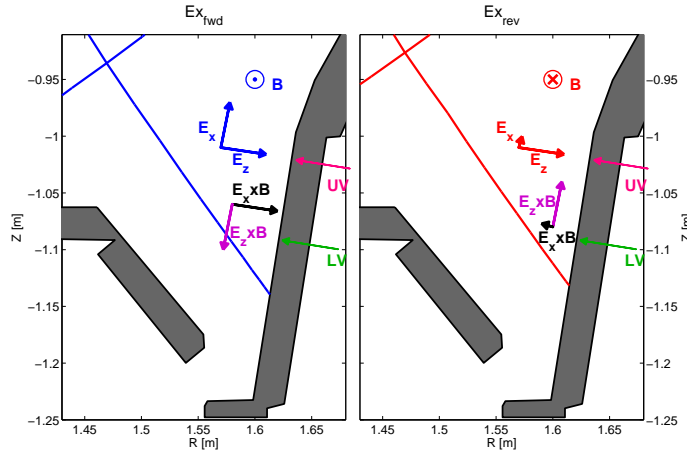 Ex_fwd
Ex_rev
Z [m]
−0.95
−1
−1.05
−1.1
−1.15
−1.2
−1.25
1.45
1.5
1.55
1.6
1.65
R [m]
B
E_x
E_z
E_xxB
E_zxB
UV
LV
Z [m]
−0.95
−1
−1.05
−1.1
−1.15
−1.2
−1.25
1.45
1.5
1.55
1.6
1.65
R [m]
B
E_x
E_z
E_zxB
E_xxB
UV
LV